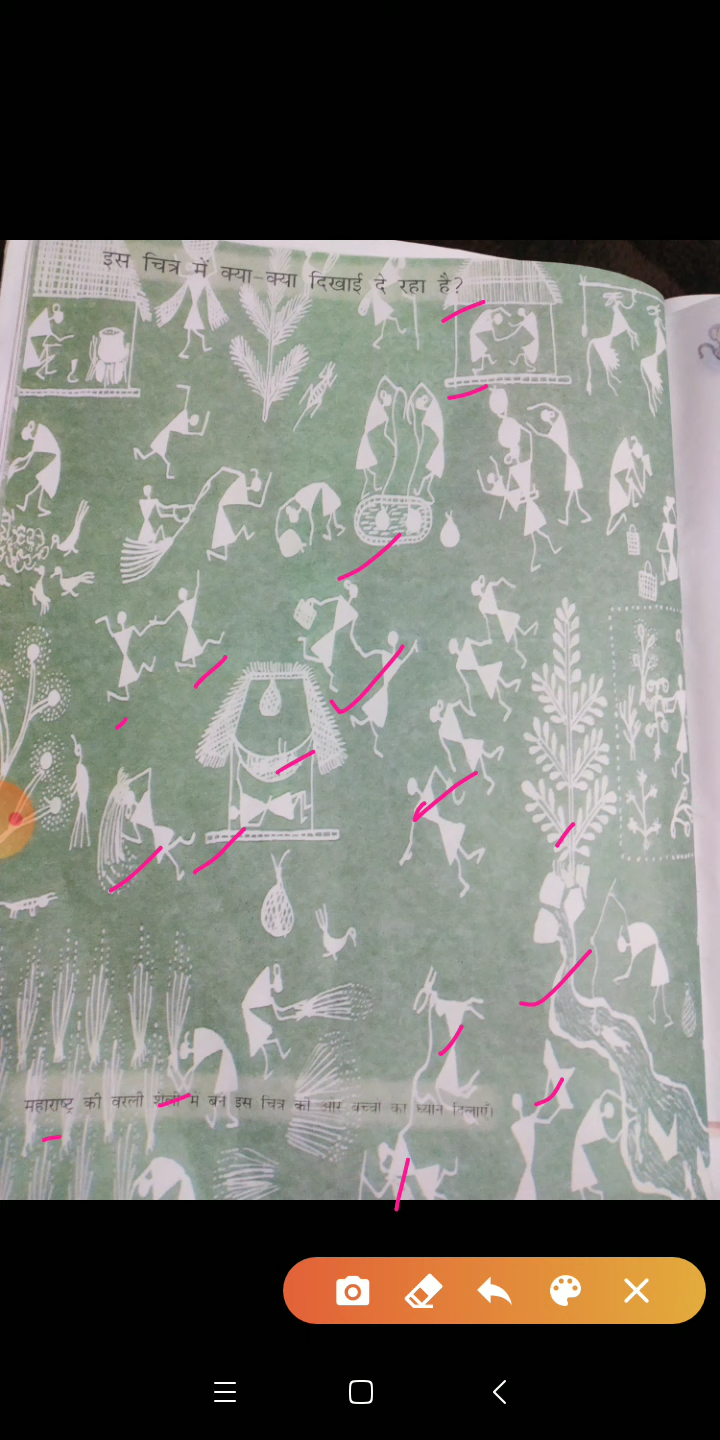 इस चित्र में क्या-क्या दिखाई दे रहा है?
महाराष्ट्र की वरली शैली में बने इस चित्र की ओर बच्चों का ध्यान दिलाएँ।